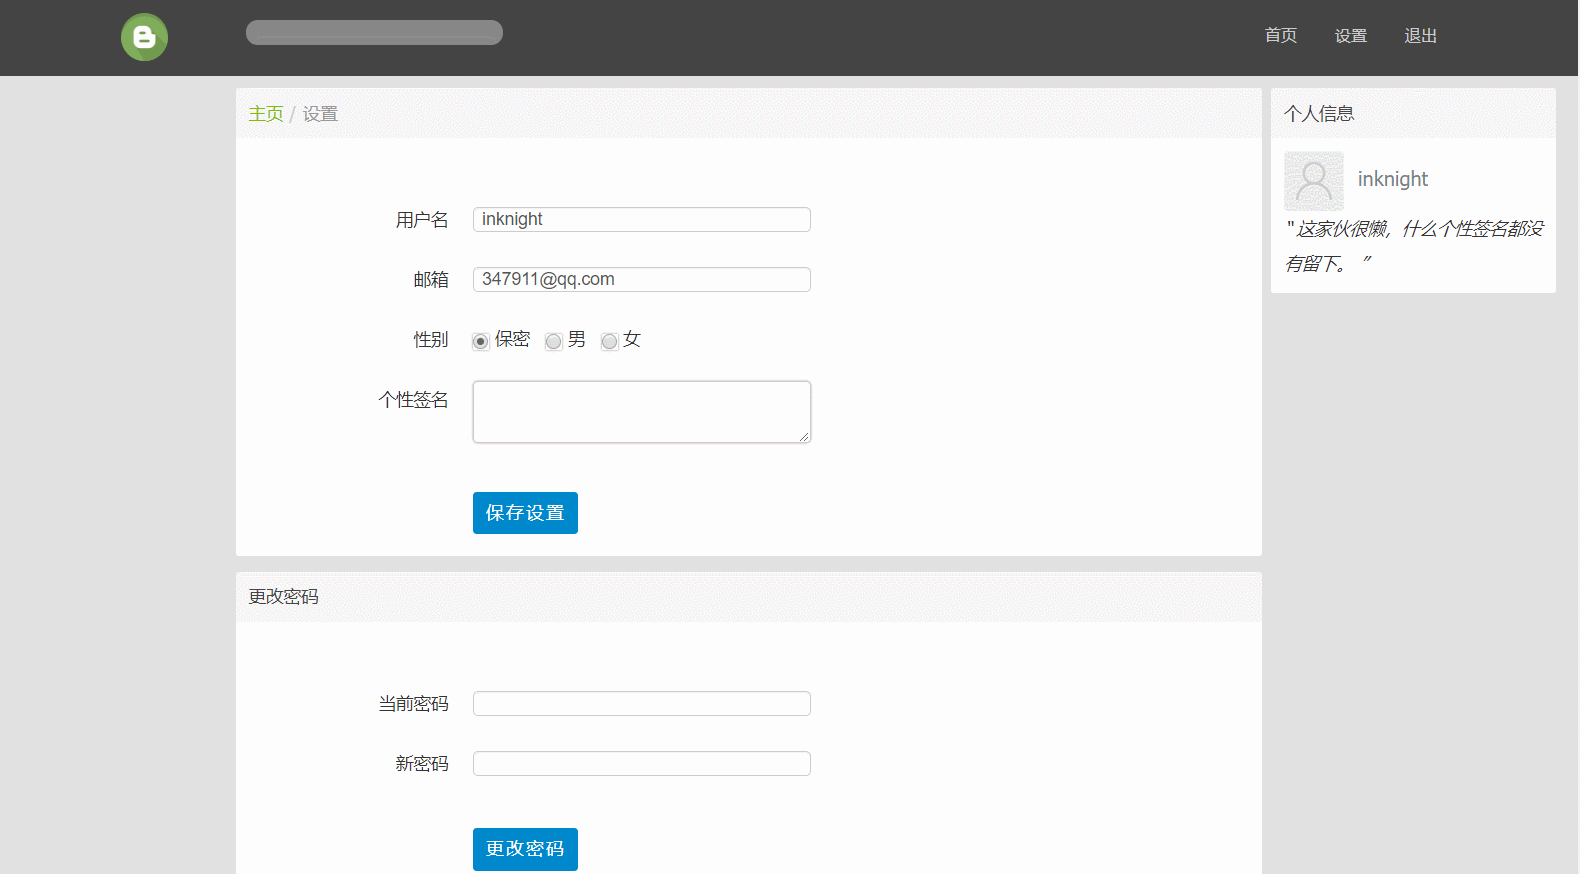 首页 设置 退出
主页 / 设置
用户名 inknight
邮箱 347911@qq.com
性别 保密 男 女
个性签名
保存设置
更改密码
当前密码
新密码
更改密码
个人信息
inknight
" 这家伙很懒，什么个性签名都没
有留下。 ”